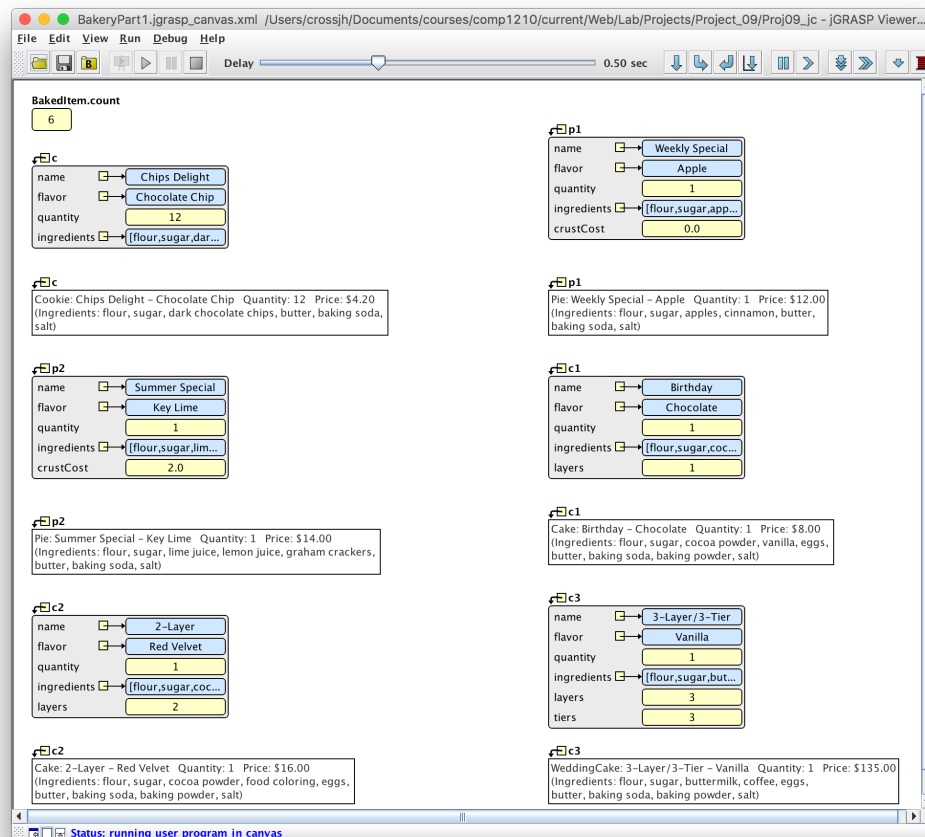 BakeryPart1.jgrasp_canvas.xml /Users/crossjh/Documents/courses/comp1210/current/Web/Lab/Projects/Project_09/Proj09_jc - jGRASP Viewer...
File Edit View Run Debug Help
B Delay 0.50 sec
BakedItem.count
6
c
name Chips Delight
flavor Chocolate Chip
quantity 12
ingredients [flour,sugar,dar...
p1
name Weekly Special
flavor Apple
quantity 1
ingredients [flour,sugar,app...
crustCost 0.0
c
Cookie: Chips Delight - Chocolate Chip Quantity: 12 Price: $4.20
(Ingredients: flour, sugar, dark chocolate chips, butter, baking soda,
salt)
p1
Pie: Weekly Special - Apple Quantity: 1 Price: $12.00
(Ingredients: flour, sugar, apples, cinnamon, butter,
baking soda, salt)
p2
name Summer Special
flavor Key Lime
quantity 1
ingredients [flour,sugar,lim...
crustCost 2.0
c1
name Birthday
flavor Chocolate
quantity 1
ingredients [flour,sugar,coc...
layers 1
p2
Pie: Summer Special - Key Lime Quantity: 1 Price: $14.00
(Ingredients: flour, sugar, lime juice, lemon juice, graham crackers,
butter, baking soda, salt)
c1
Cake: Birthday - Chocolate Quantity: 1 Price: $8.00
(Ingredients: flour, sugar, cocoa powder, vanilla, eggs,
butter, baking soda, baking powder, salt)
c2
name 2-Layer
flavor Red Velvet
quantity 1
ingredients [flour,sugar,coc...
layers 2
c3
name 3-Layer/3-Tier
flavor Vanilla
quantity 1
ingredients [flour,sugar,but...
layers 3
tiers 3
c2
Cake: 2-Layer - Red Velvet Quantity: 1 Price: $16.00
(Ingredients: flour, sugar, cocoa powder, food coloring, eggs,
butter, baking soda, baking powder, salt)
c3
WeddingCake: 3-Layer/3-Tier - Vanilla Quantity: 1 Price: $135.00
(Ingredients: flour, sugar, buttermilk, coffee, eggs,
butter, baking soda, baking powder, salt)
Status: running user program in canvas